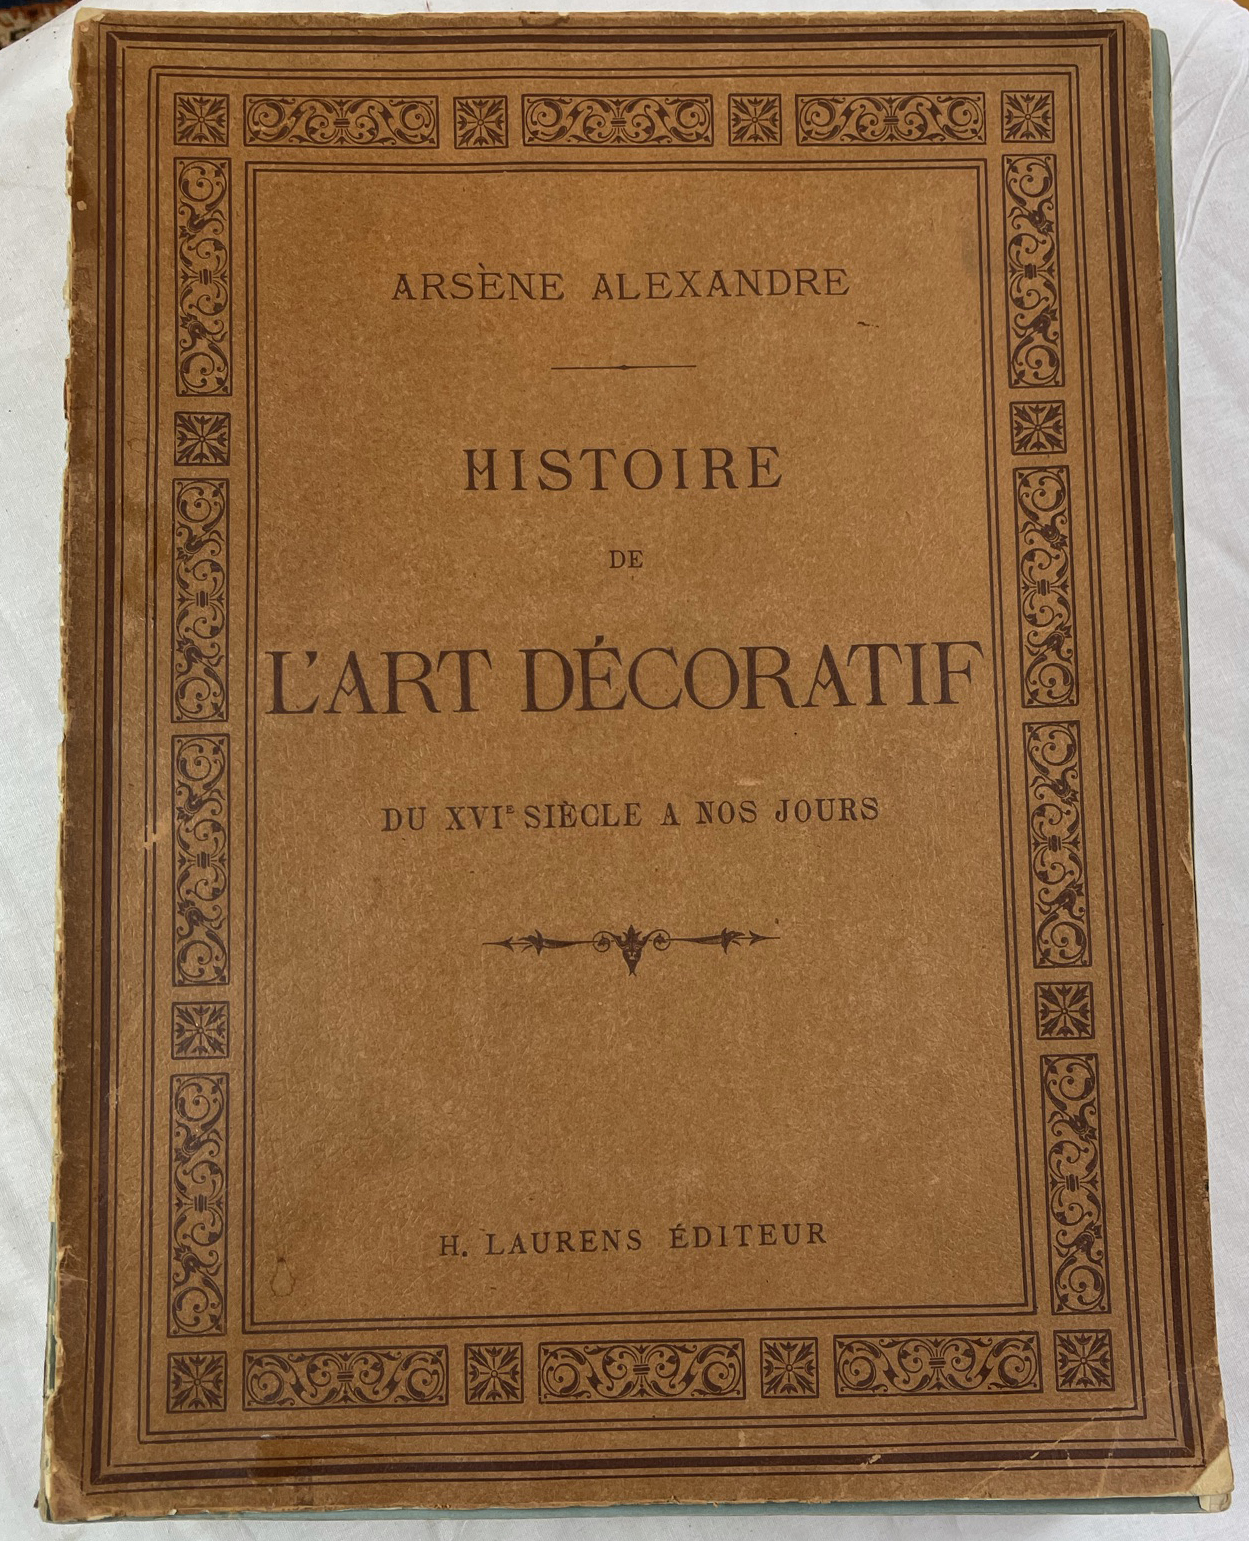 ARSÈNE ALEXANDRE
HISTOIRE
DE
L'ART DÉCORATIF
DU XVIᴱ SIÈCLE A NOS JOURS
H. LAURENS ÉDITEUR